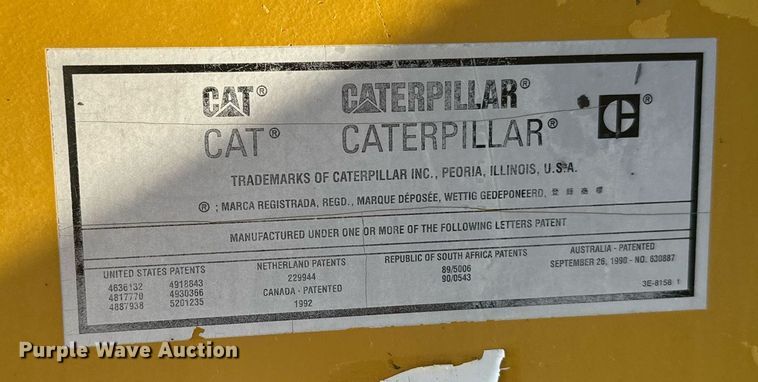 CAT® CATERPILLAR®
CAT® CATERPILLAR® ®
TRADEMARKS OF CATERPILLAR INC., PEORIA, ILLINOIS, U.S.A.
® ; MARCA REGISTRADA, REGD., MARQUE DÉPOSÉE, WETTIG GEDEPONEERD,
MANUFACTURED UNDER ONE OR MORE OF THE FOLLOWING LETTERS PATENT
UNITED STATES PATENTS
4636132 4918843
4817770 4930366
4887938 5201235
NETHERLAND PATENTS
229944
CANADA - PATENTED
1992
REPUBLIC OF SOUTH AFRICA PATENTS
89/5006
90/0543
AUSTRALIA - PATENTED
SEPTEMBER 26, 1990 - NO. 630887
3E-8158 1
Purple Wave Auction